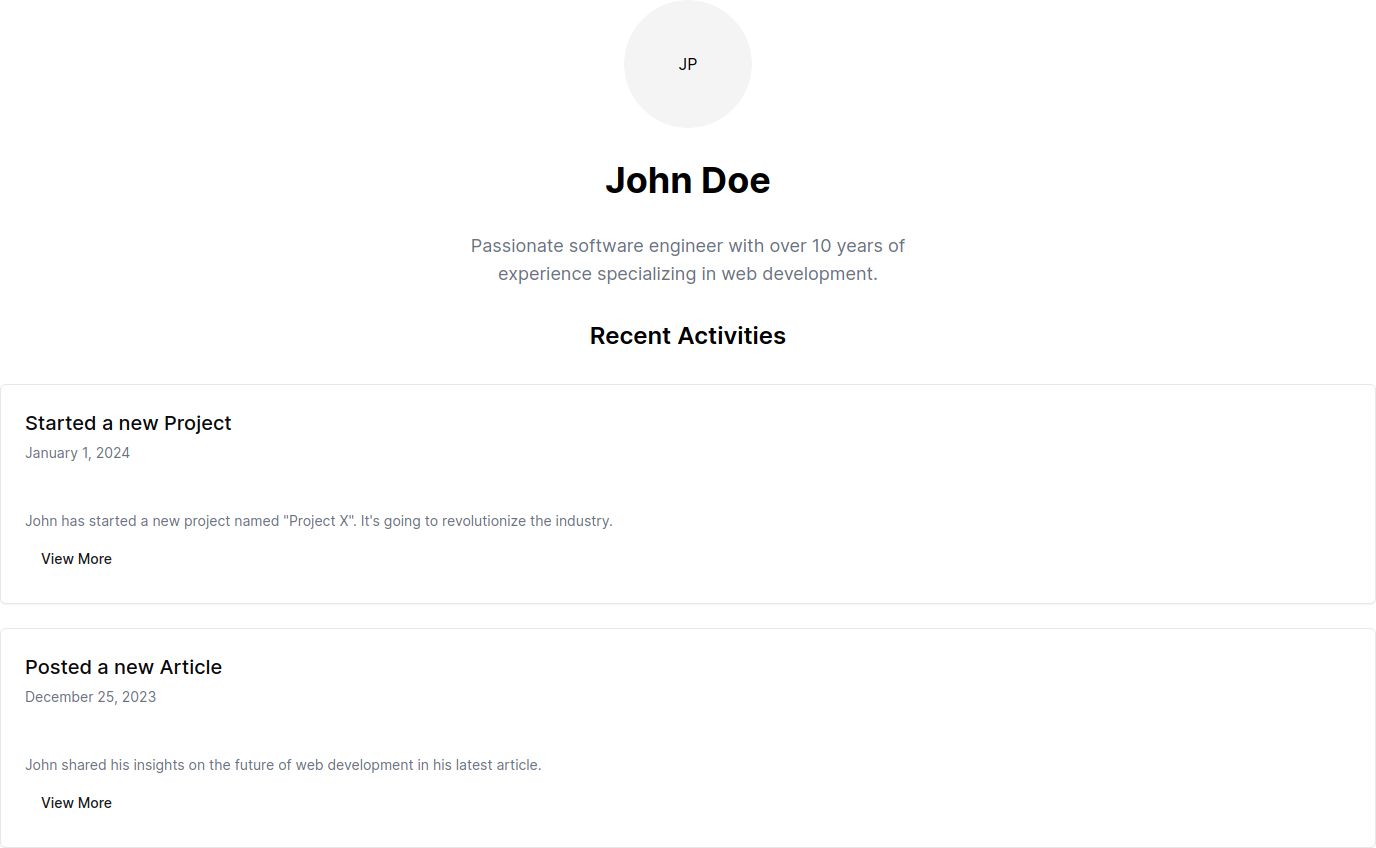 JP
John Doe
Passionate software engineer with over 10 years of
experience specializing in web development.
Recent Activities
Started a new Project
January 1, 2024
John has started a new project named "Project X". It's going to revolutionize the industry.
View More
Posted a new Article
December 25, 2023
John shared his insights on the future of web development in his latest article.
View More